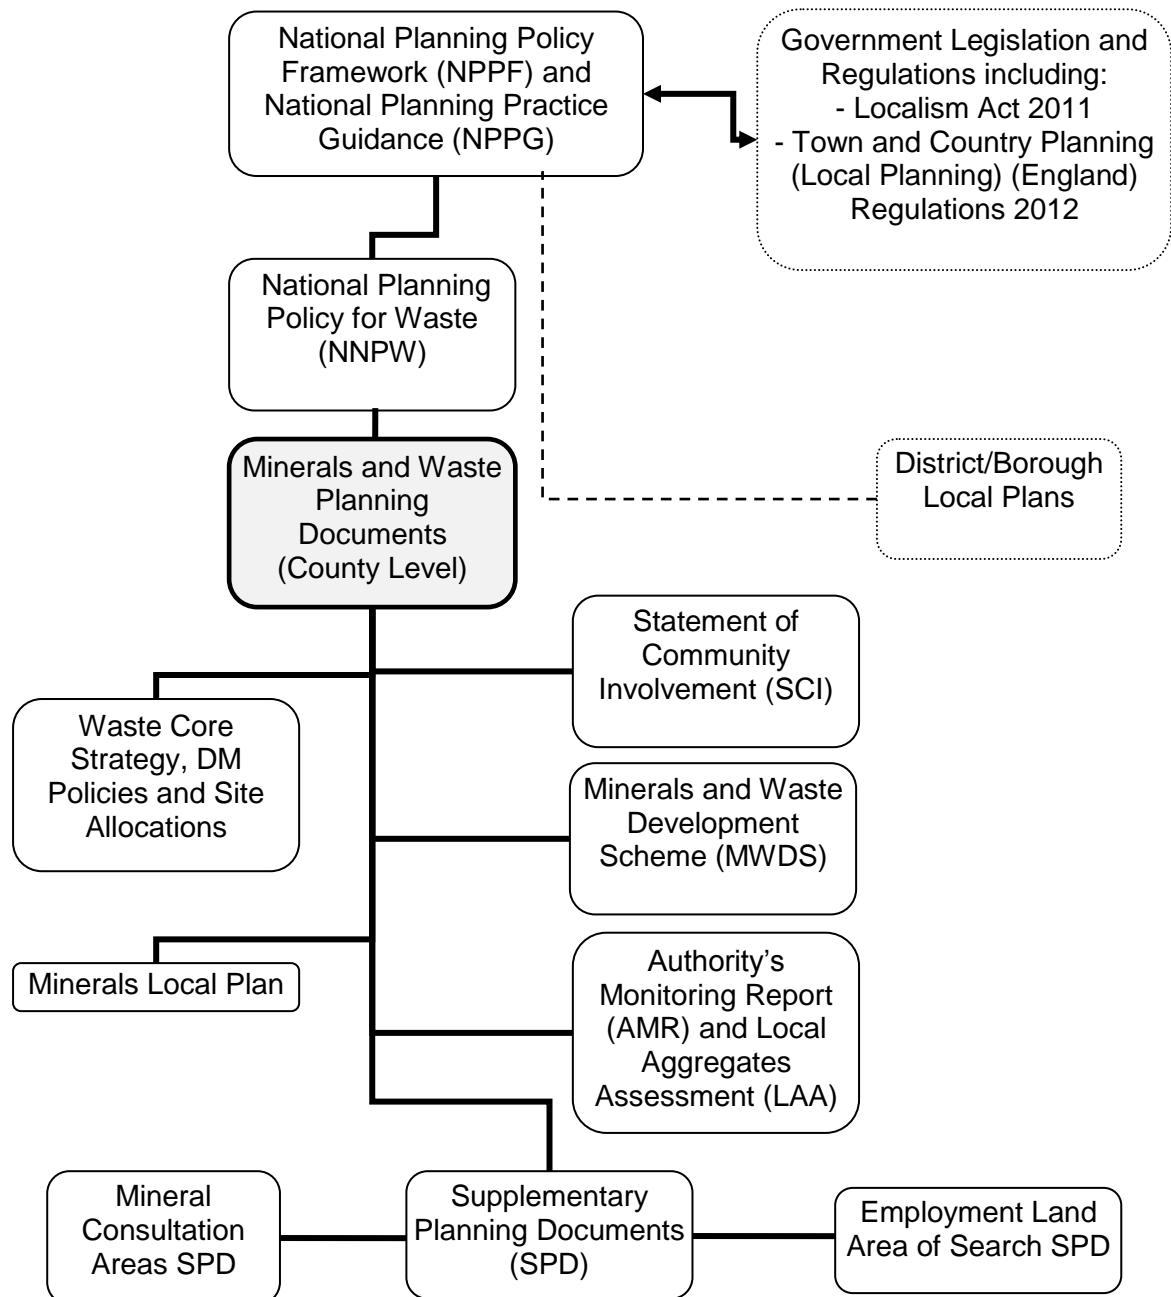 National Planning Policy
Framework (NPPF) and
National Planning Practice
Guidance (NPPG)
Government Legislation and
Regulations including:
- Localism Act 2011
- Town and Country Planning
(Local Planning) (England)
Regulations 2012
National Planning
Policy for Waste
(NNPW)
Minerals and Waste
Planning
Documents
(County Level)
District/Borough
Local Plans
Statement of
Community
Involvement (SCI)
Waste Core
Strategy, DM
Policies and Site
Allocations
Minerals and Waste
Development
Scheme (MWDS)
Minerals Local Plan
Authority’s
Monitoring Report
(AMR) and Local
Aggregates
Assessment (LAA)
Mineral
Consultation
Areas SPD
Supplementary
Planning Documents
(SPD)
Employment Land
Area of Search SPD